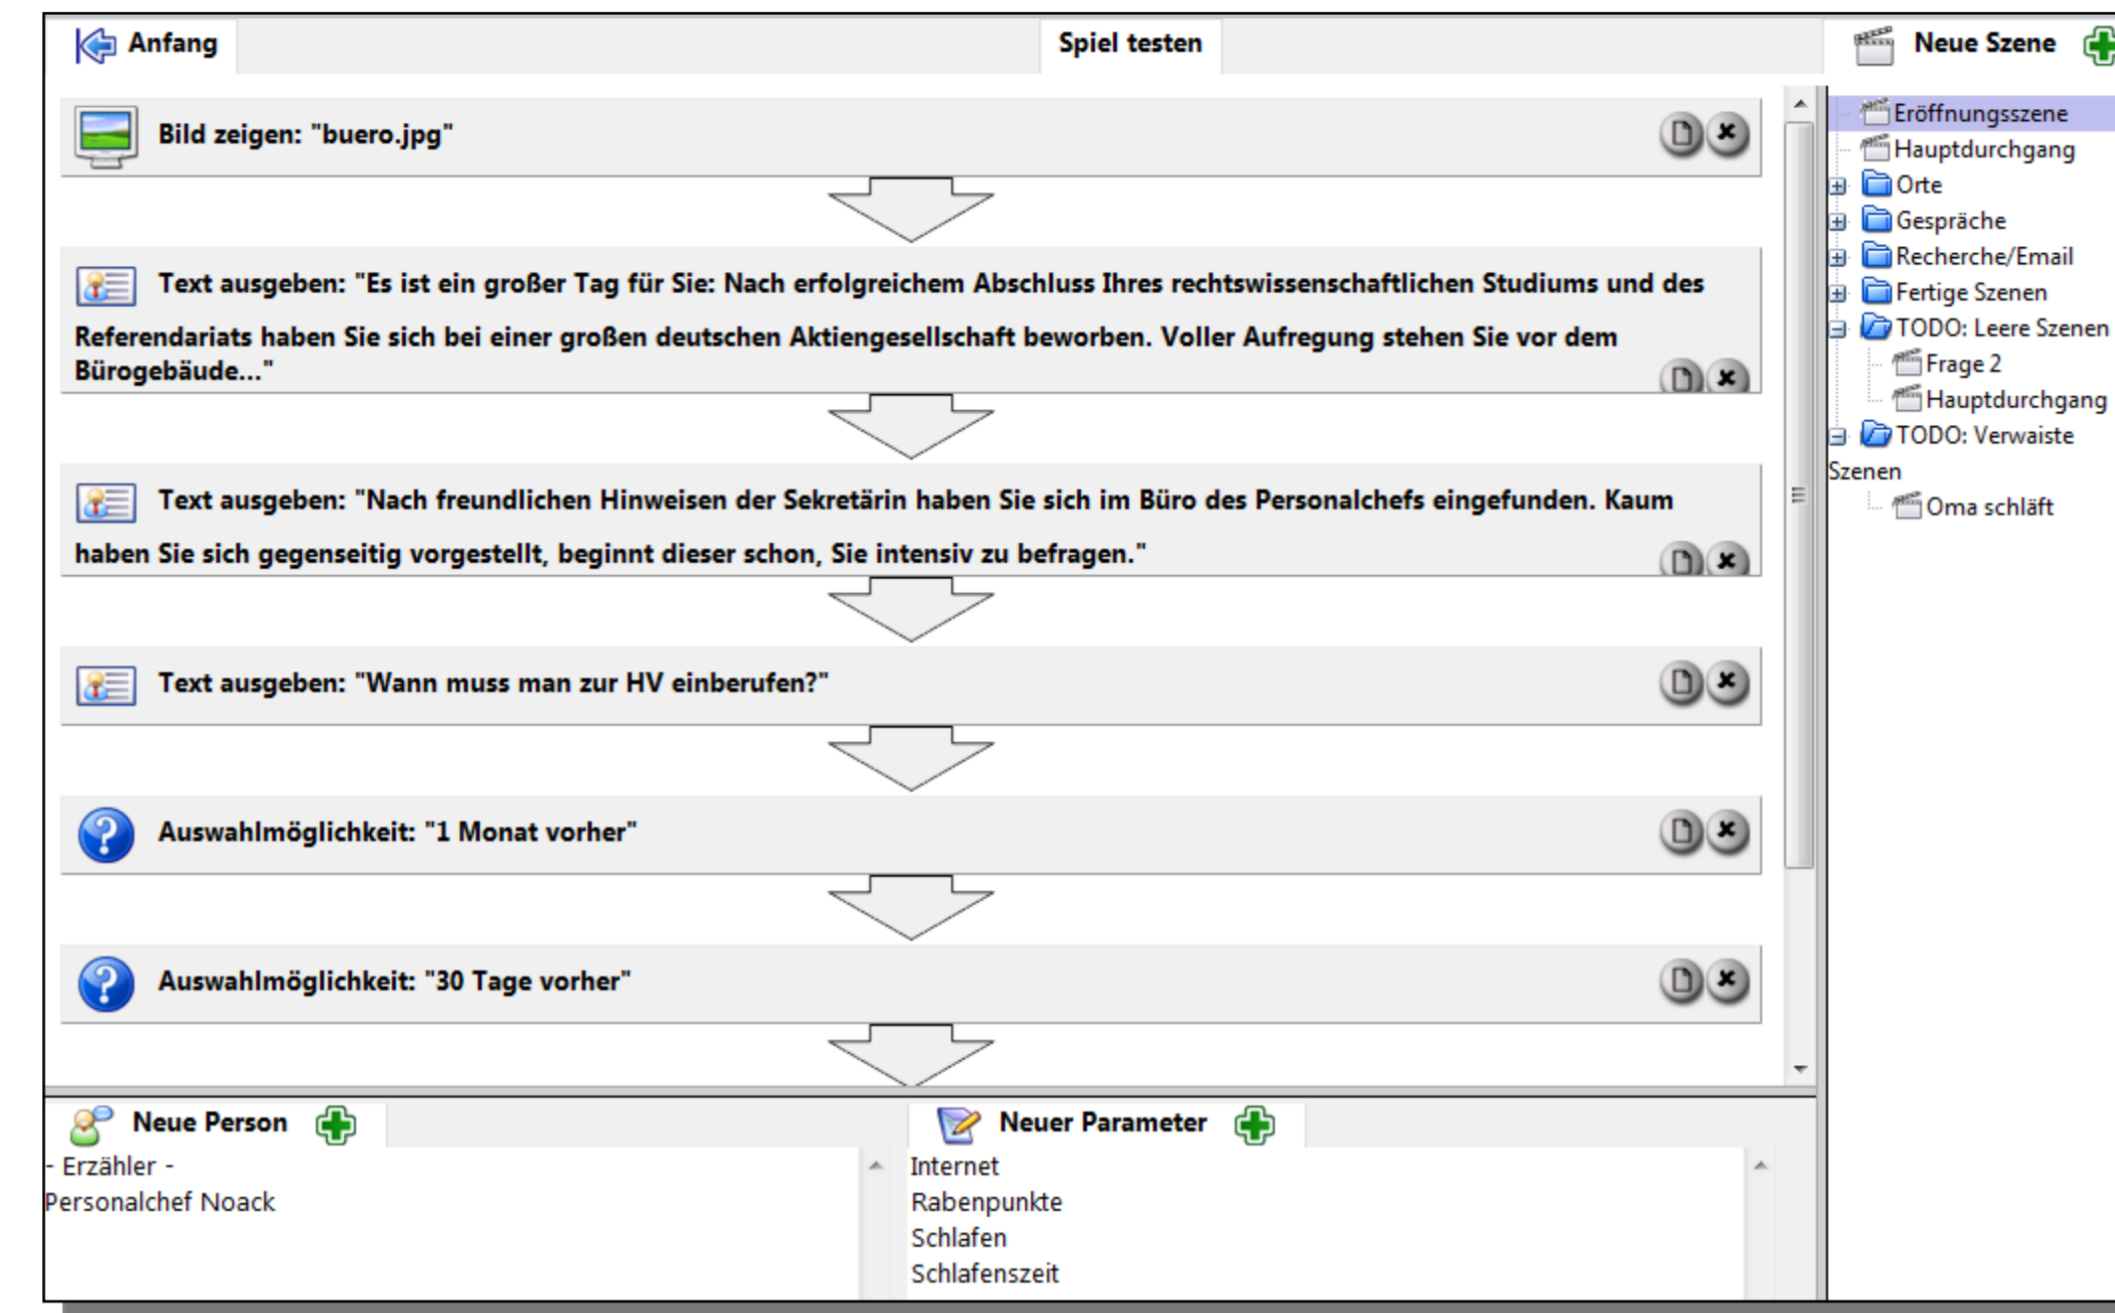 Anfang
Spiel testen
Neue Szene
Bild zeigen: "buero.jpg"
Text ausgeben: "Es ist ein großer Tag für Sie: Nach erfolgreichem Abschluss Ihres rechtswissenschaftlichen Studiums und des
Referendariats haben Sie sich bei einer großen deutschen Aktiengesellschaft beworben. Voller Aufregung stehen Sie vor dem
Bürogebäude..."
Text ausgeben: "Nach freundlichen Hinweisen der Sekretärin haben Sie sich im Büro des Personalchefs eingefunden. Kaum
haben Sie sich gegenseitig vorgestellt, beginnt dieser schon, Sie intensiv zu befragen."
Text ausgeben: "Wann muss man zur HV einberufen?"
Auswahlmöglichkeit: "1 Monat vorher"
Auswahlmöglichkeit: "30 Tage vorher"
Eröffnungsszene
Hauptdurchgang
Orte
Gespräche
Recherche/Email
Fertige Szenen
TODO: Leere Szenen
Frage 2
Hauptdurchgang
TODO: Verwaiste
Szenen
Oma schläft
Neue Person
- Erzähler -
Personalchef Noack
Neuer Parameter
Internet
Rabenpunkte
Schlafen
Schlafenszeit